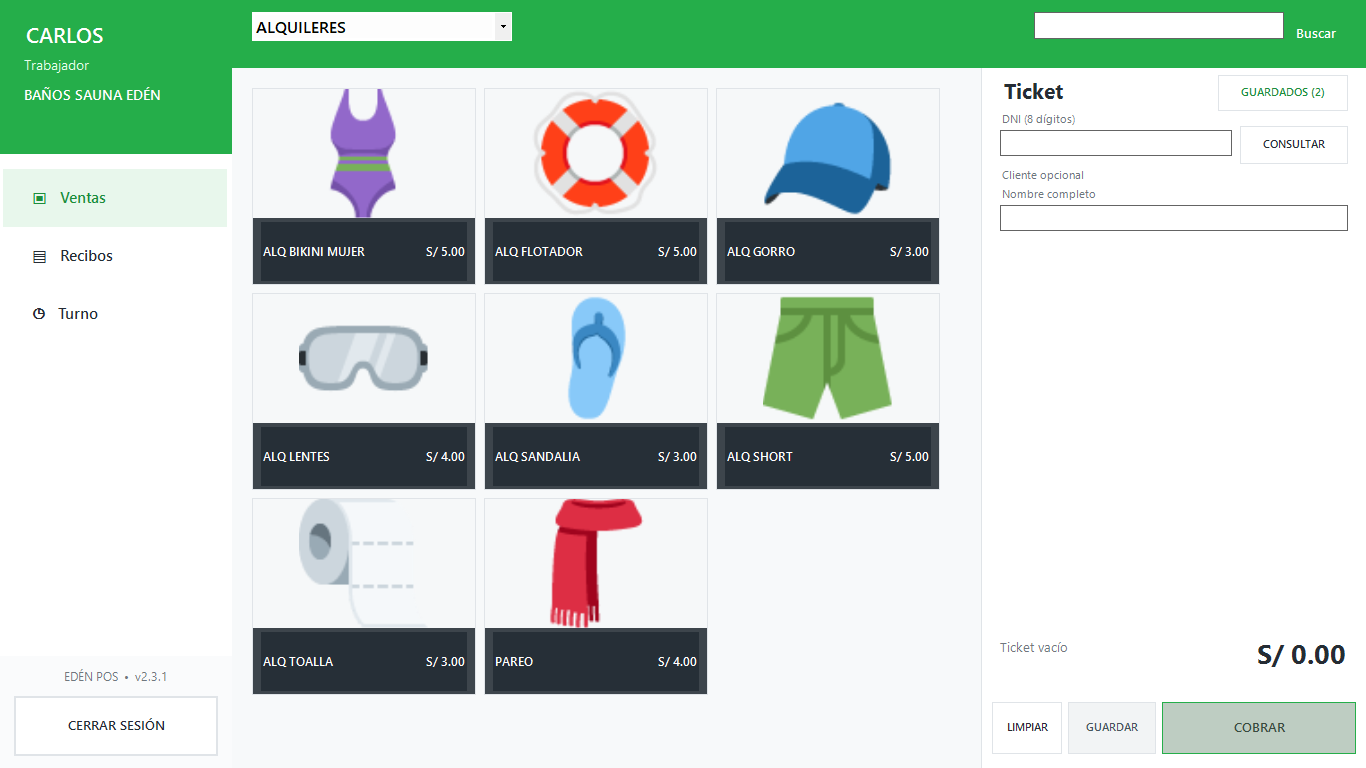 CARLOS
Trabajador
BAÑOS SAUNA EDÉN
Ventas
Recibos
Turno
EDÉN POS • v2.3.1
CERRAR SESIÓN
ALQUILERES
Buscar
ALQ BIKINI MUJER S/ 5.00
ALQ FLOTADOR S/ 5.00
ALQ GORRO S/ 3.00
ALQ LENTES S/ 4.00
ALQ SANDALIA S/ 3.00
ALQ SHORT S/ 5.00
ALQ TOALLA S/ 3.00
PAREO S/ 4.00
Ticket
GUARDADOS (2)
DNI (8 dígitos)
CONSULTAR
Cliente opcional
Nombre completo
Ticket vacío
S/ 0.00
LIMPIAR
GUARDAR
COBRAR